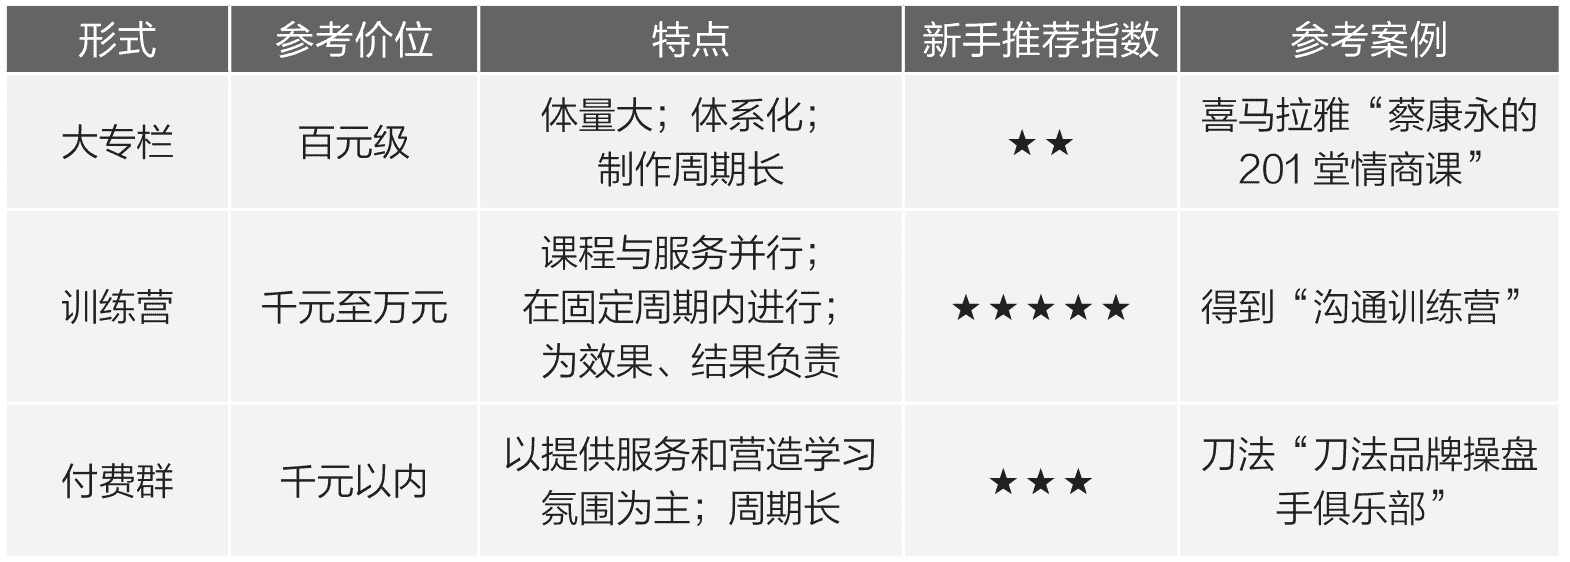 形式 参考价位 特点 新手推荐指数 参考案例
大专栏
百元级
体量大；体系化；
制作周期长
★★
喜马拉雅“蔡康永的
201 堂情商课”
训练营
千元至万元
课程与服务并行；
在固定周期内进行；
为效果、结果负责
★★★★★
得到“沟通训练营”
付费群
千元以内
以提供服务和营造学习
氛围为主；周期长
★★★
刀法“刀法品牌操盘
手俱乐部”